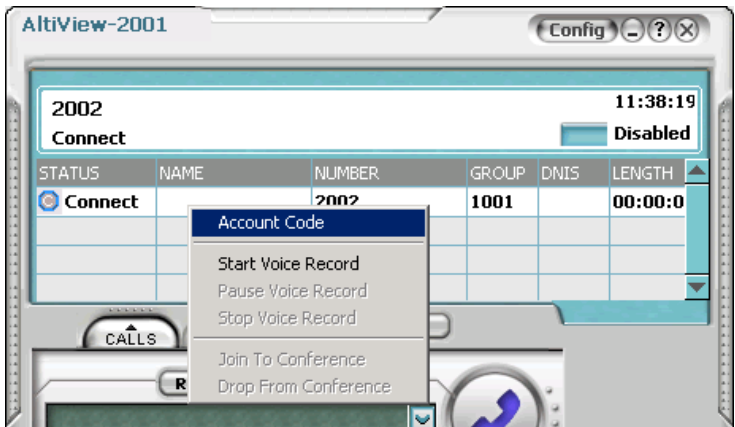 AltiView-2001
Config ?
2002 11:38:19
Connect Disabled
STATUS NAME NUMBER GROUP DNIS LENGTH
Connect 2002 1001 00:00:0
Account Code
Start Voice Record
Pause Voice Record
Stop Voice Record
Join To Conference
Drop From Conference
CALLS
R